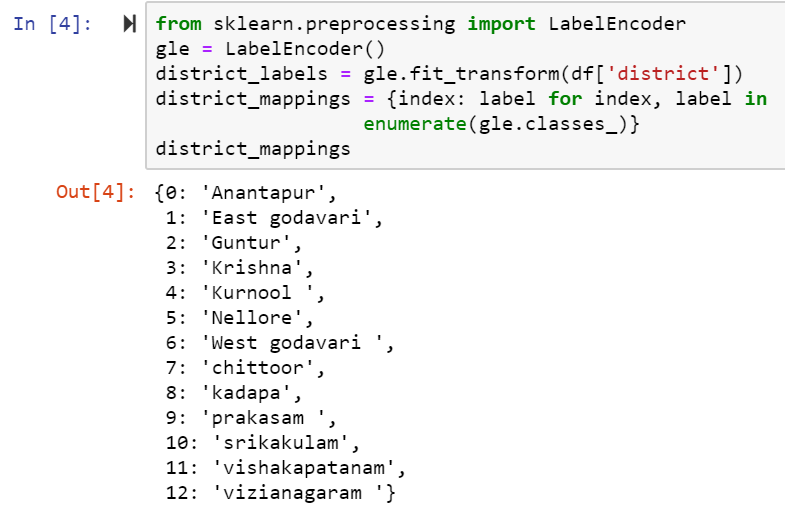 In [4]: from sklearn.preprocessing import LabelEncoder
gle = LabelEncoder()
district_labels = gle.fit_transform(df['district'])
district_mappings = {index: label for index, label in
enumerate(gle.classes_)}
district_mappings
Out[4]: {0: 'Anantapur',
1: 'East godavari',
2: 'Guntur',
3: 'Krishna',
4: 'Kurnool ',
5: 'Nellore',
6: 'West godavari ',
7: 'chittoor',
8: 'kadapa',
9: 'prakasam ',
10: 'srikakulam',
11: 'vishakapatanam',
12: 'vizianagaram '}